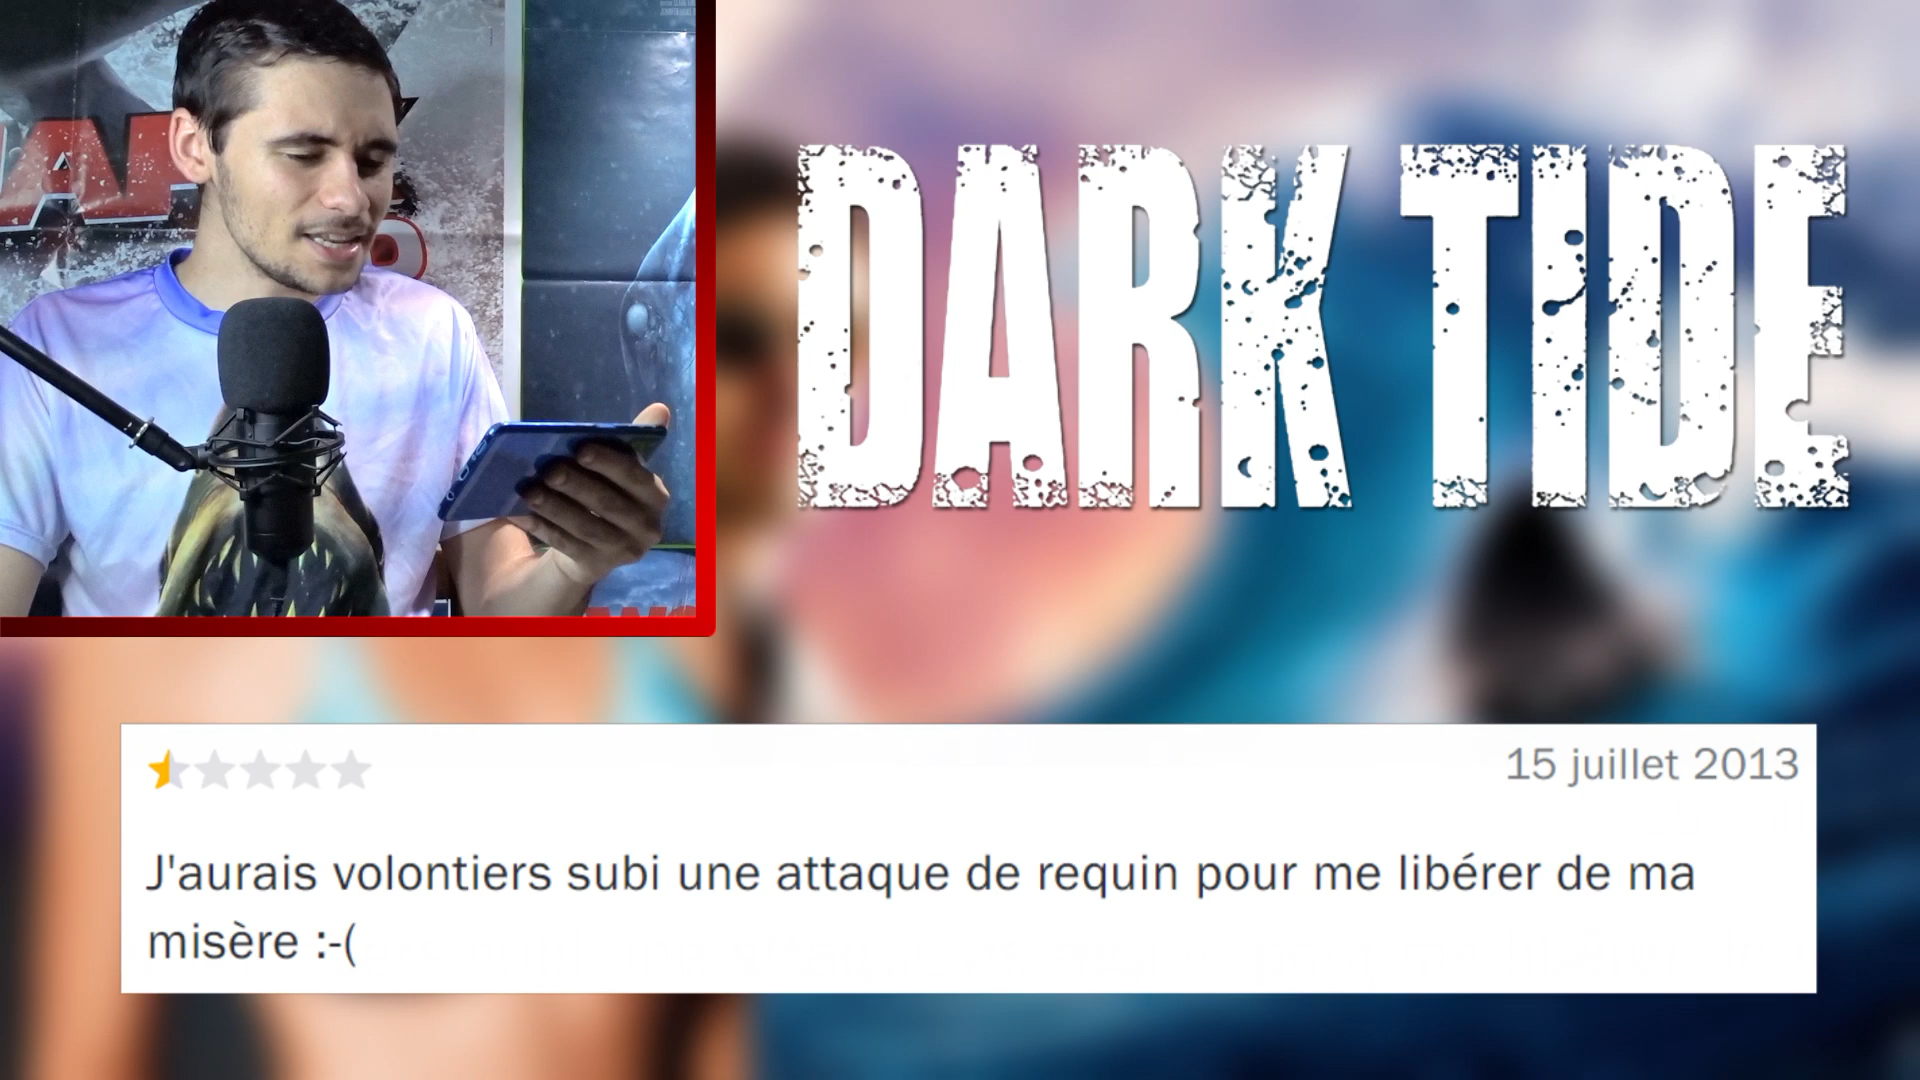 DARK TIDE
15 juillet 2013
J'aurais volontiers subi une attaque de requin pour me libérer de ma
misère :-(